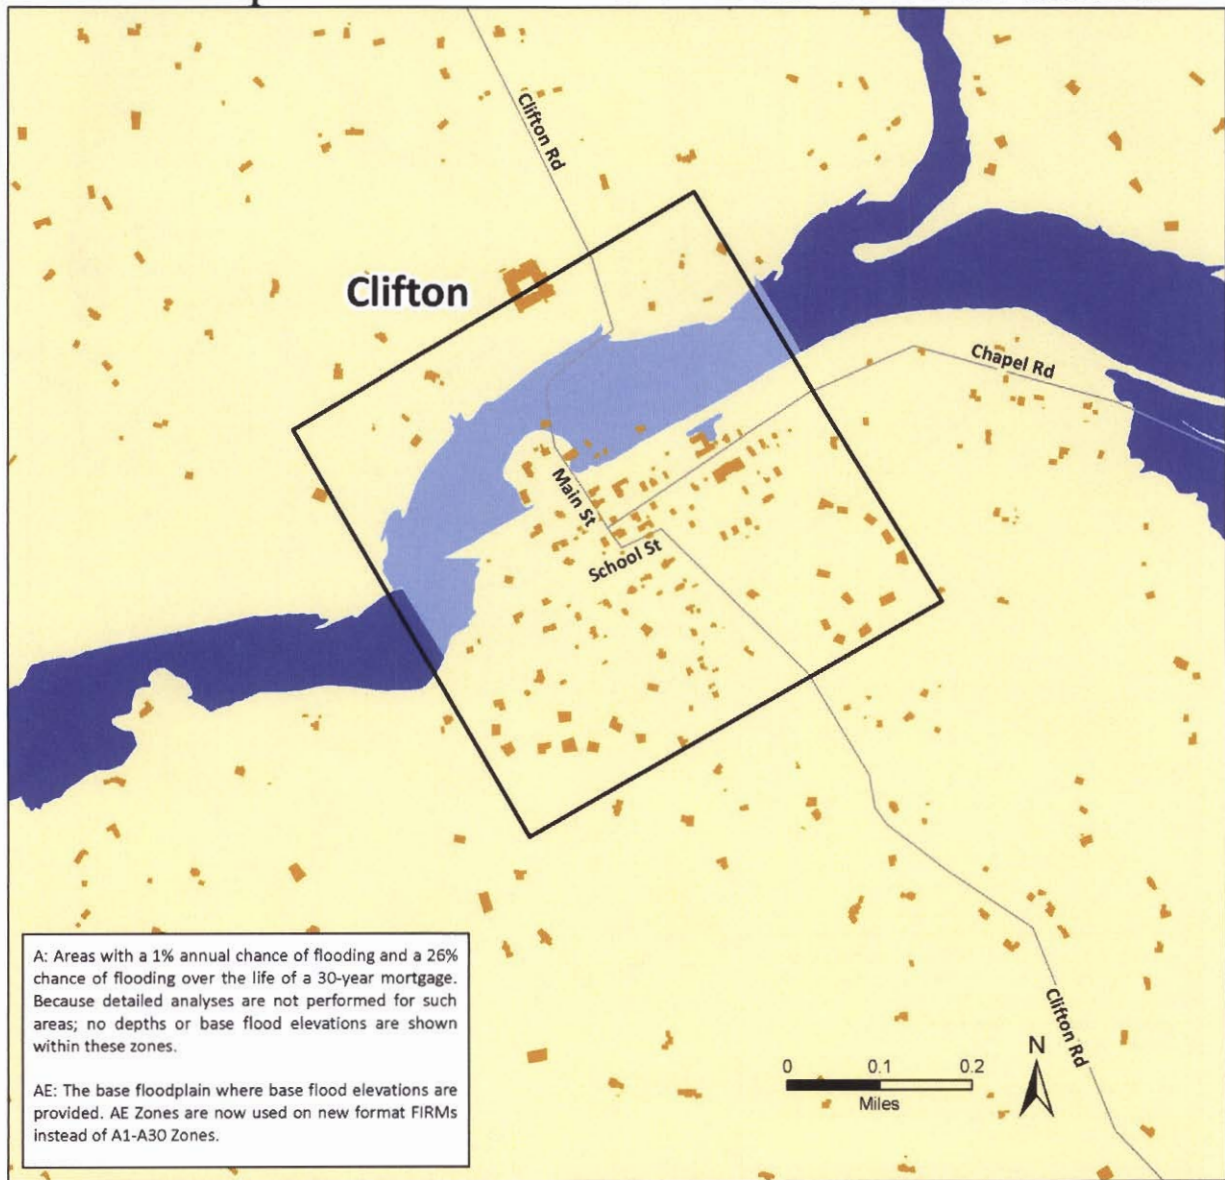 Clifton Rd
Clifton
Chapel Rd
Main St
School St
A: Areas with a 1% annual chance of flooding and a 26%
chance of flooding over the life of a 30-year mortgage.
Because detailed analyses are not performed for such
areas; no depths or base flood elevations are shown
within these zones.
AE: The base floodplain where base flood elevations are
provided. AE Zones are now used on new format FIRMs
instead of A1-A30 Zones.
Clifton Rd
N
0 0.1 0.2
Miles